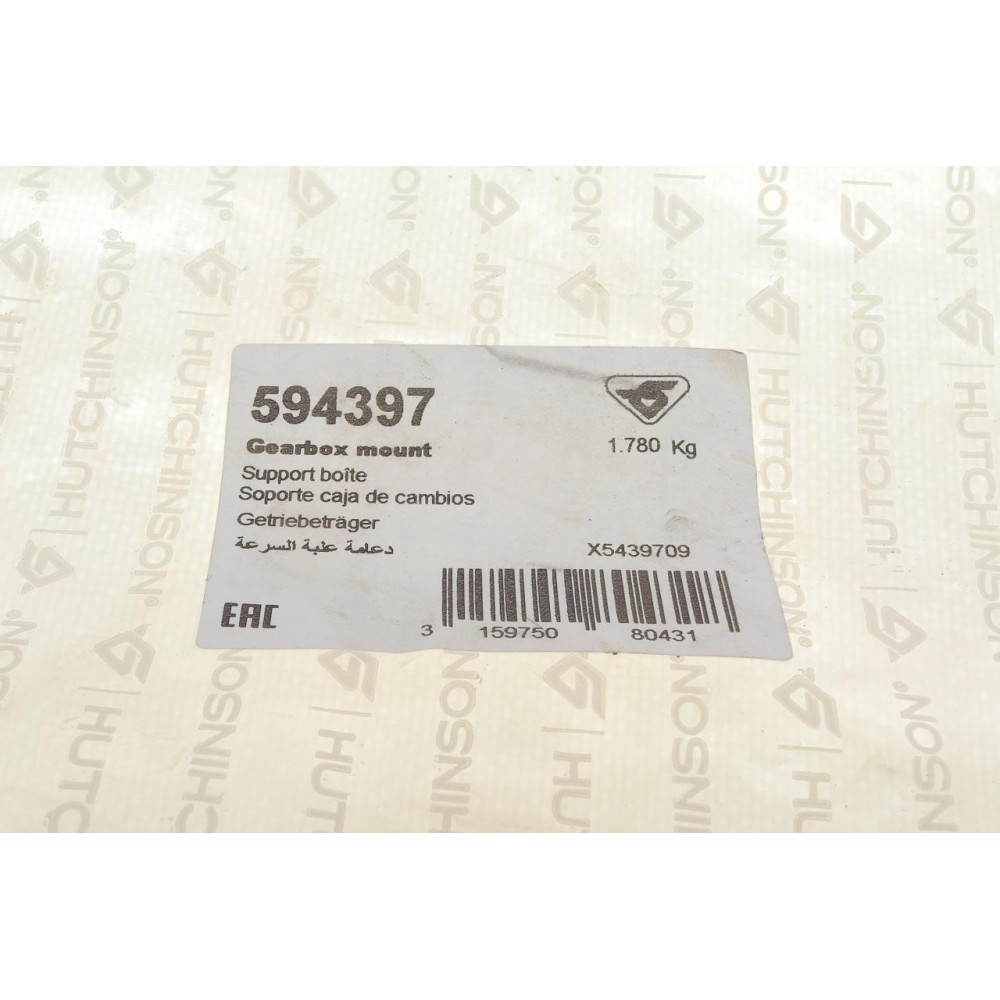 594397
Gearbox mount
1.780 Kg
Support boîte
Soporte caja de cambios
Getriebeträger
دعامة علبة السرعة
X5439709
EAC
3 159750 80431
HUTCHINSON®